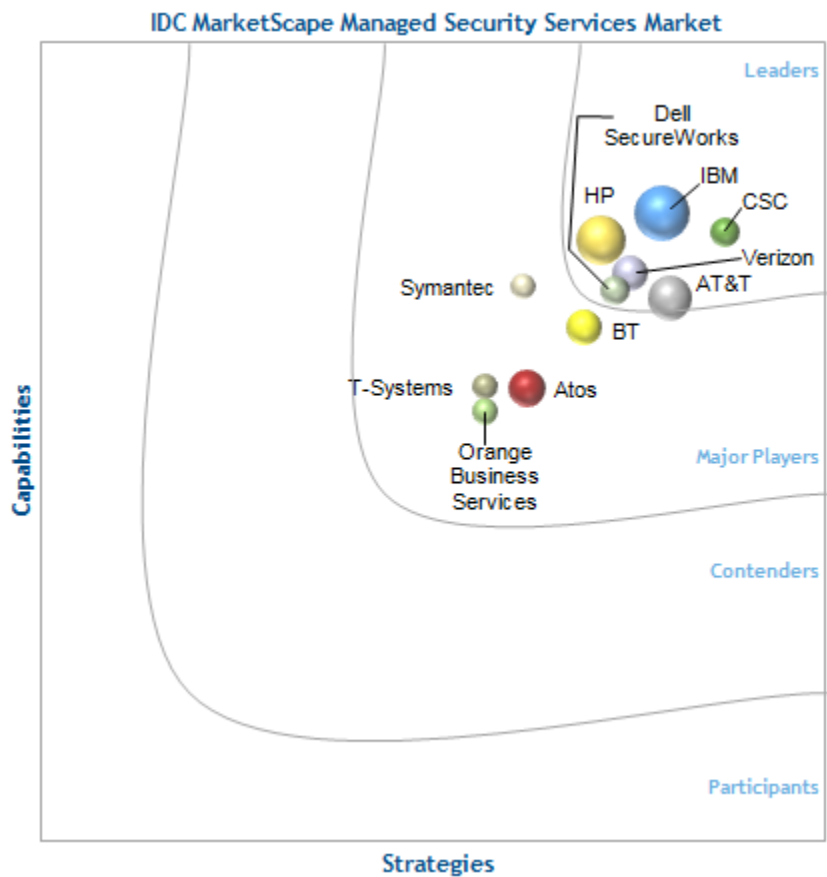 IDC MarketScape Managed Security Services Market
Leaders
Dell
SecureWorks
IBM
HP
CSC
Verizon
AT&T
Symantec
BT
T-Systems
Atos
Orange
Business
Services
Major Players
Capabilities
Contenders
Participants
Strategies